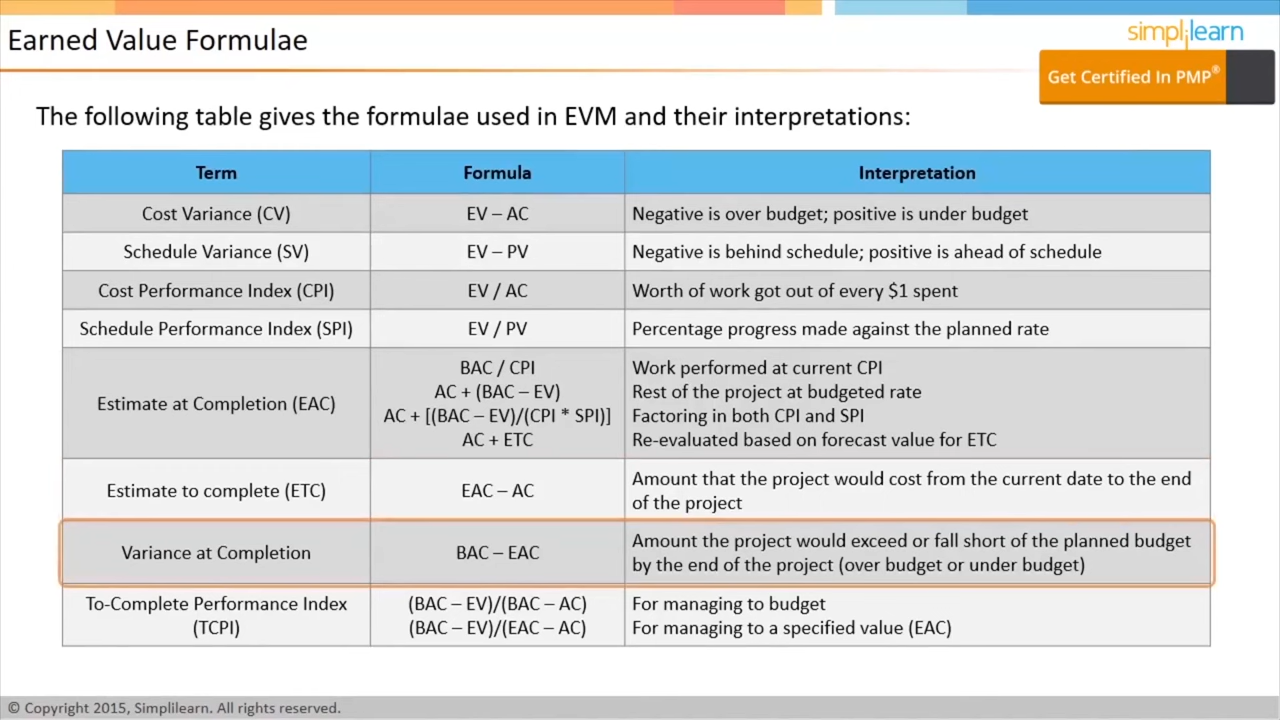 Earned Value Formulae
simplilearn
Get Certified In PMP®
The following table gives the formulae used in EVM and their interpretations:
Term Formula Interpretation
Cost Variance (CV) EV – AC Negative is over budget; positive is under budget
Schedule Variance (SV) EV – PV Negative is behind schedule; positive is ahead of schedule
Cost Performance Index (CPI) EV / AC Worth of work got out of every $1 spent
Schedule Performance Index (SPI) EV / PV Percentage progress made against the planned rate
Estimate at Completion (EAC)
BAC / CPI Work performed at current CPI
AC + (BAC – EV) Rest of the project at budgeted rate
AC + [(BAC – EV)/(CPI * SPI)] Factoring in both CPI and SPI
AC + ETC Re-evaluated based on forecast value for ETC
Estimate to complete (ETC) EAC – AC Amount that the project would cost from the current date to the end
of the project
Variance at Completion BAC – EAC Amount the project would exceed or fall short of the planned budget
by the end of the project (over budget or under budget)
To-Complete Performance Index (BAC – EV)/(BAC – AC) For managing to budget
(TCPI) (BAC – EV)/(EAC – AC) For managing to a specified value (EAC)
© Copyright 2015, Simplilearn. All rights reserved.